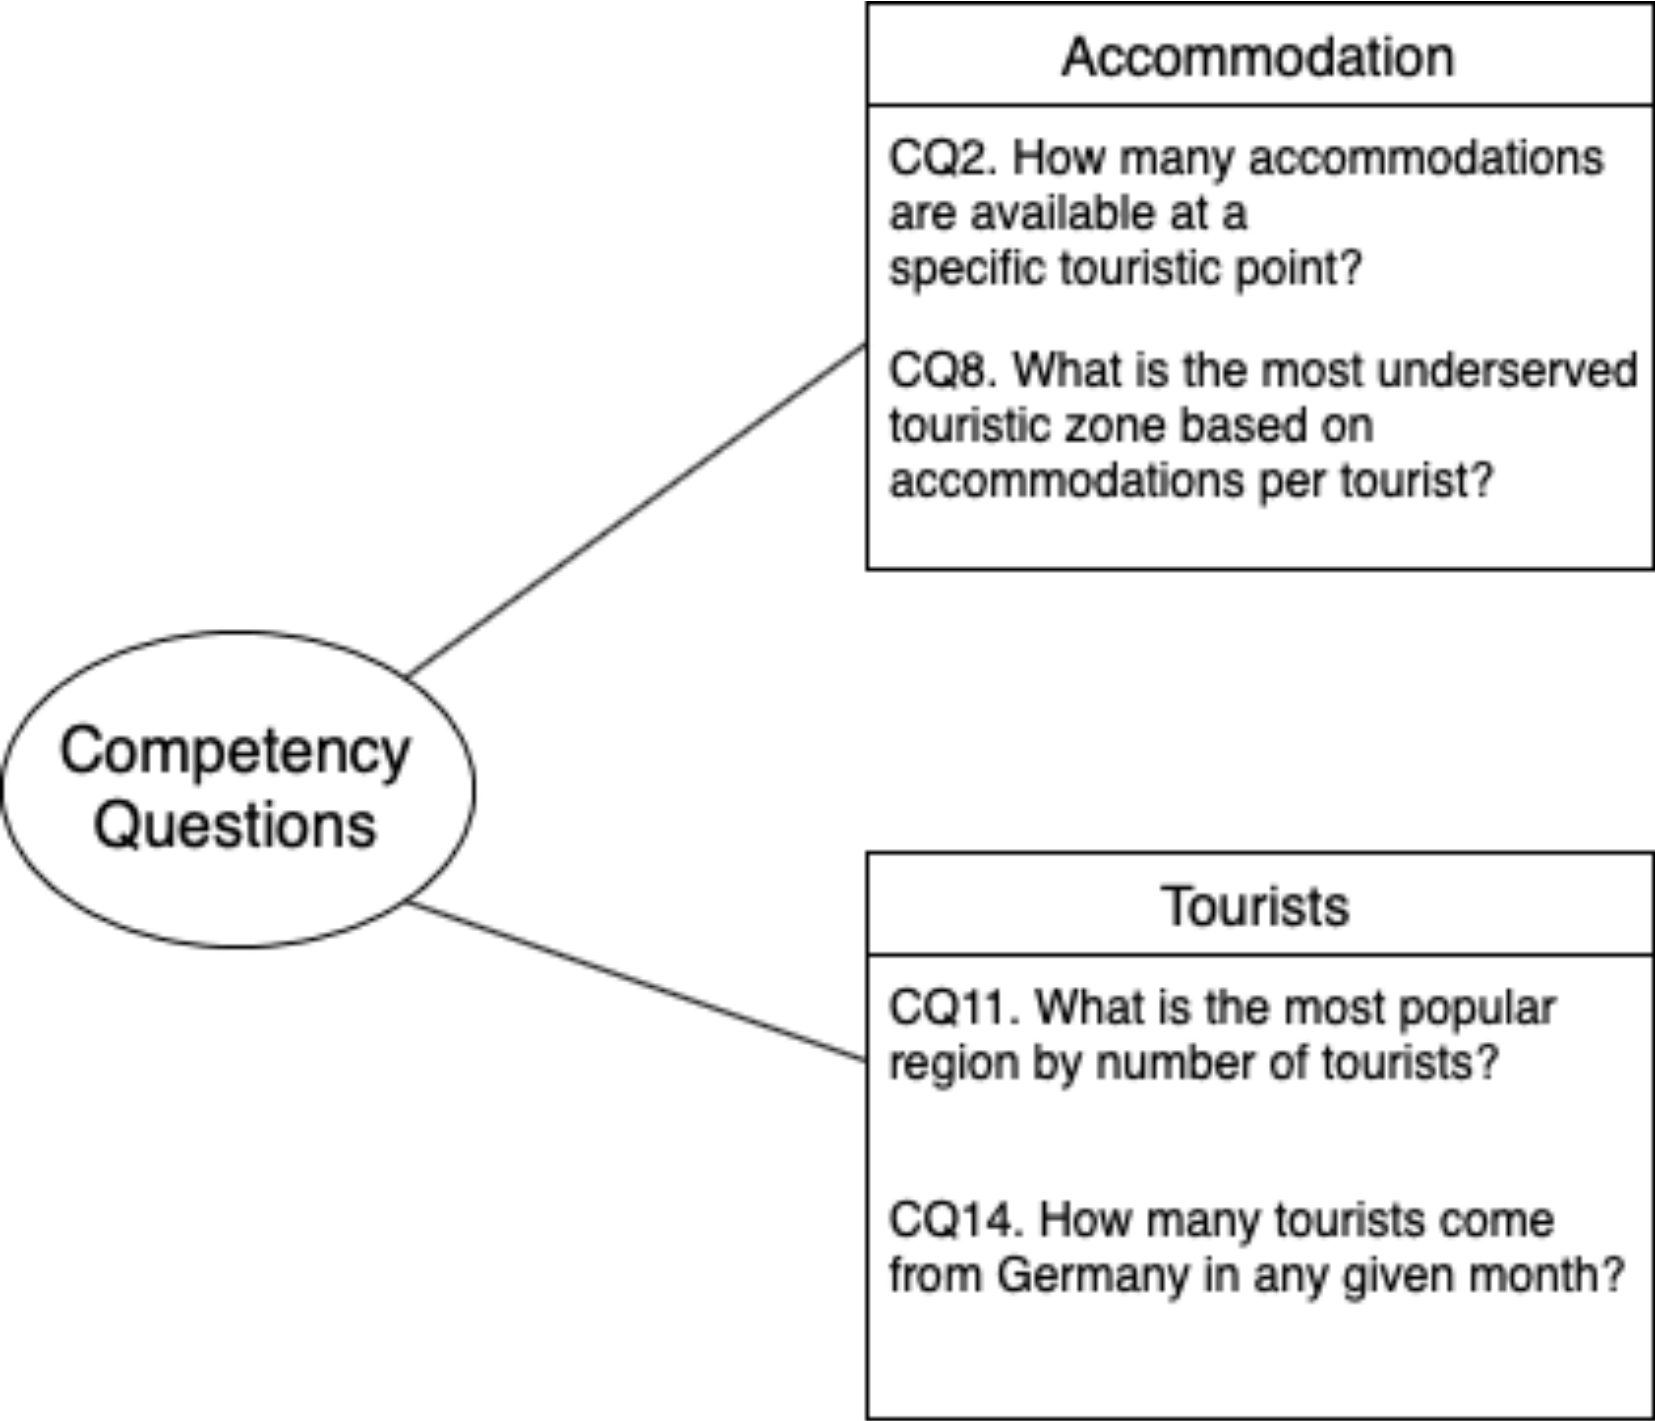 Accommodation
CQ2. How many accommodations
are available at a
specific touristic point?
CQ8. What is the most underserved
touristic zone based on
accommodations per tourist?
Competency
Questions
Tourists
CQ11. What is the most popular
region by number of tourists?
CQ14. How many tourists come
from Germany in any given month?